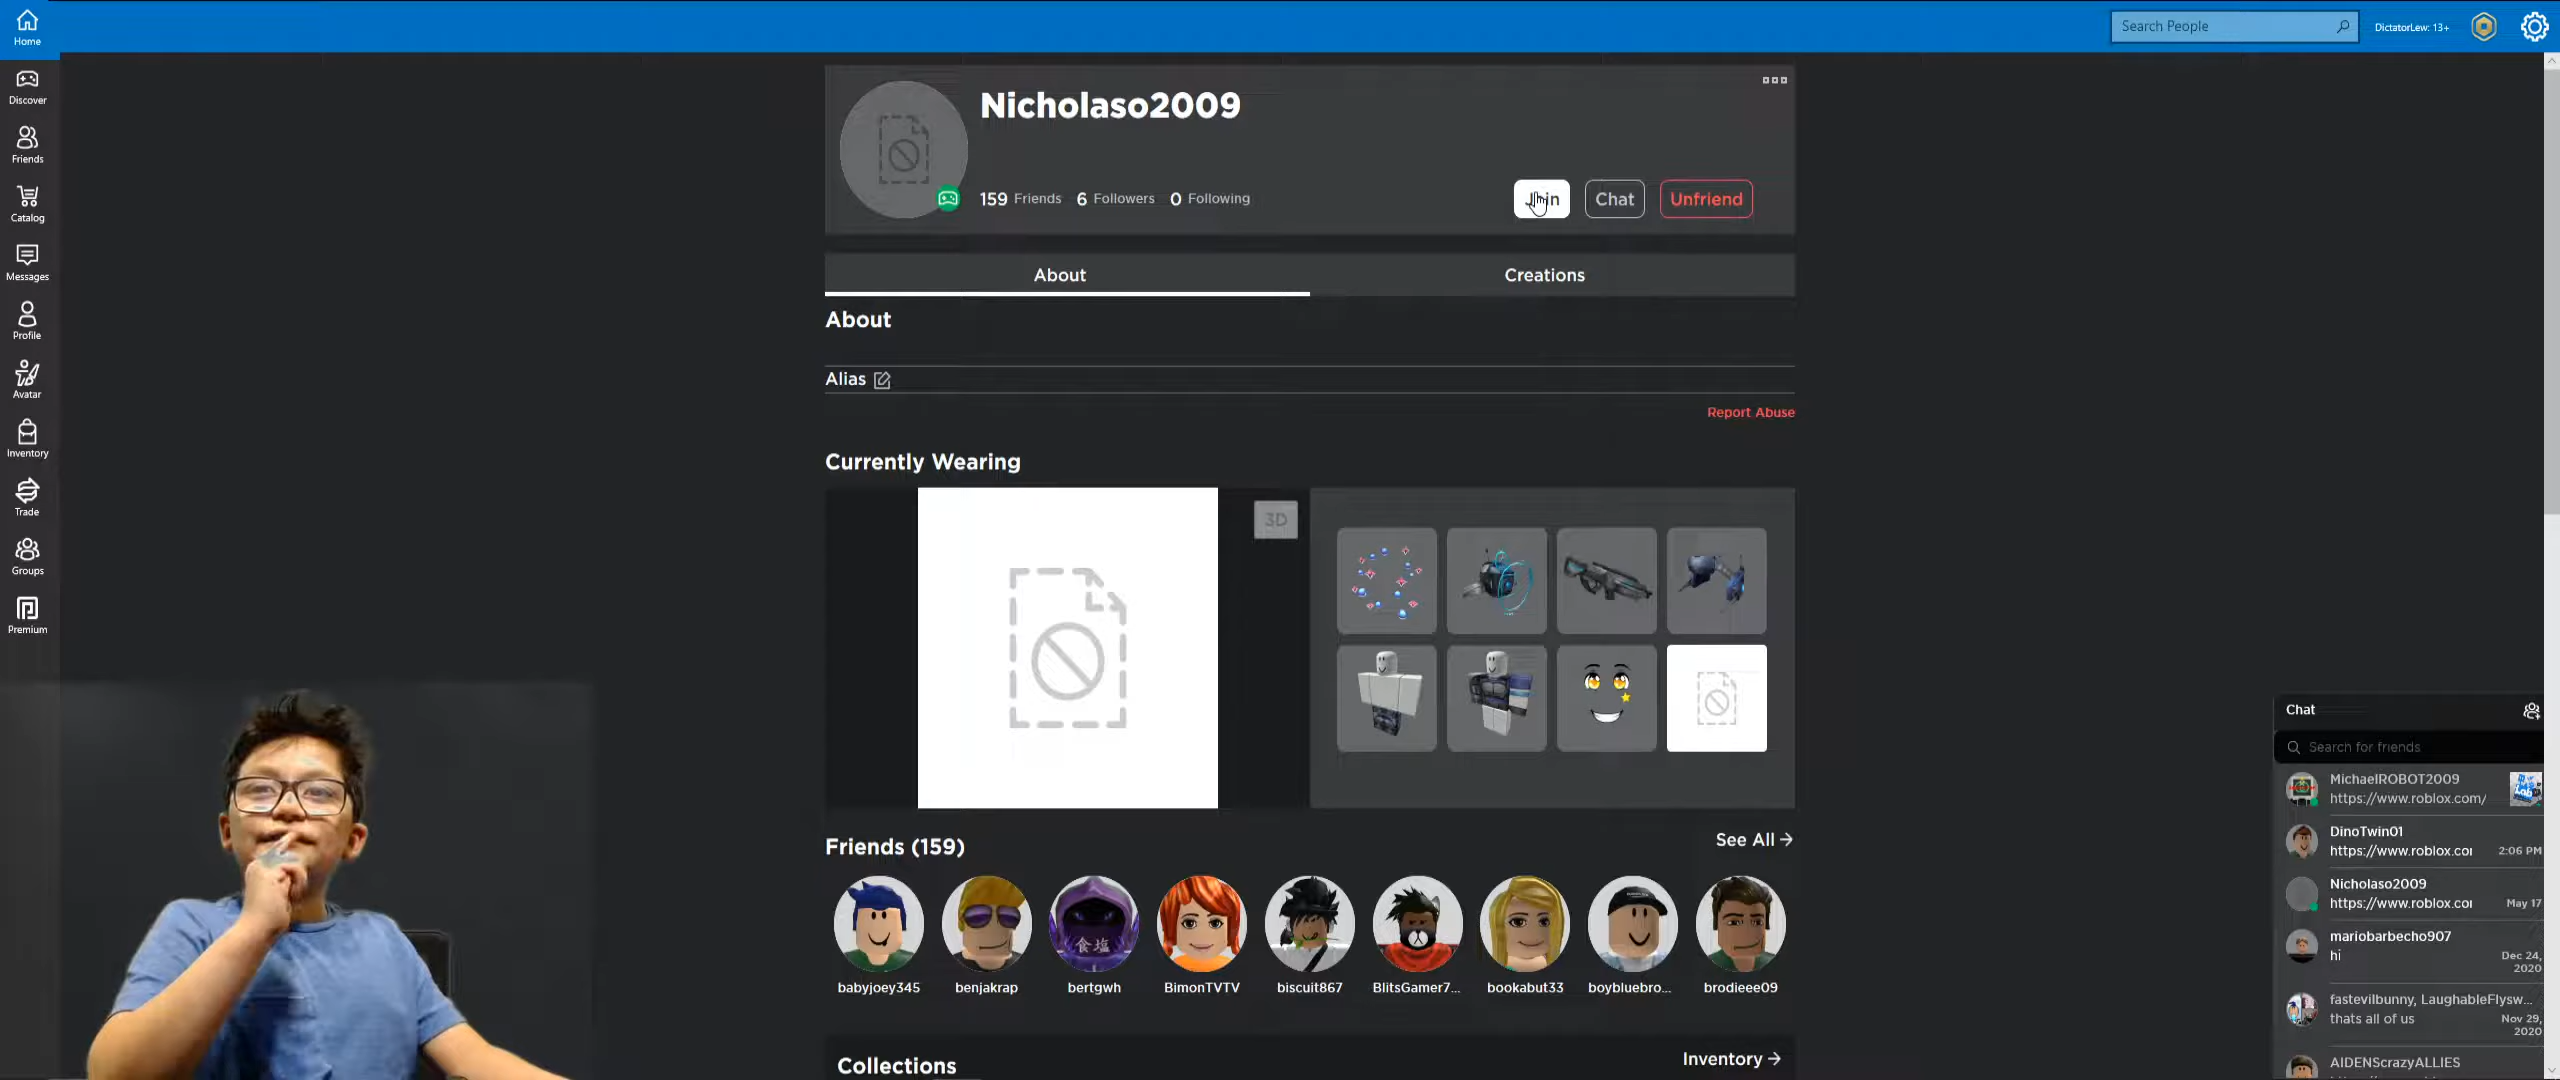 Home
Search People
DictatorLew: 13+
Discover
Friends
Catalog
Messages
Profile
Avatar
Inventory
Trade
Groups
Premium
Nicholaso2009
159 Friends 6 Followers 0 Following
Chat
Unfriend
About
Creations
About
Alias
Report Abuse
Currently Wearing
3D
Friends (159)
See All
食塩
babyjoey345
benjakrap
bertgwh
BimonTVTV
biscuit867
BlitsGamer7...
bookabut33
boybluebro...
brodieee09
Collections
Inventory
Chat
Search for friends
MichaelROBOT2009
https://www.roblox.com/
DinoTwin01
https://www.roblox.co
2:06 PM
Nicholaso2009
https://www.roblox.co
May 17
mariobarbecho907
hi
Dec 24,
2020
fastevilbunny, LaughableFlysw...
thats all of us
Nov 29,
2020
AIDENScrazyALLIES